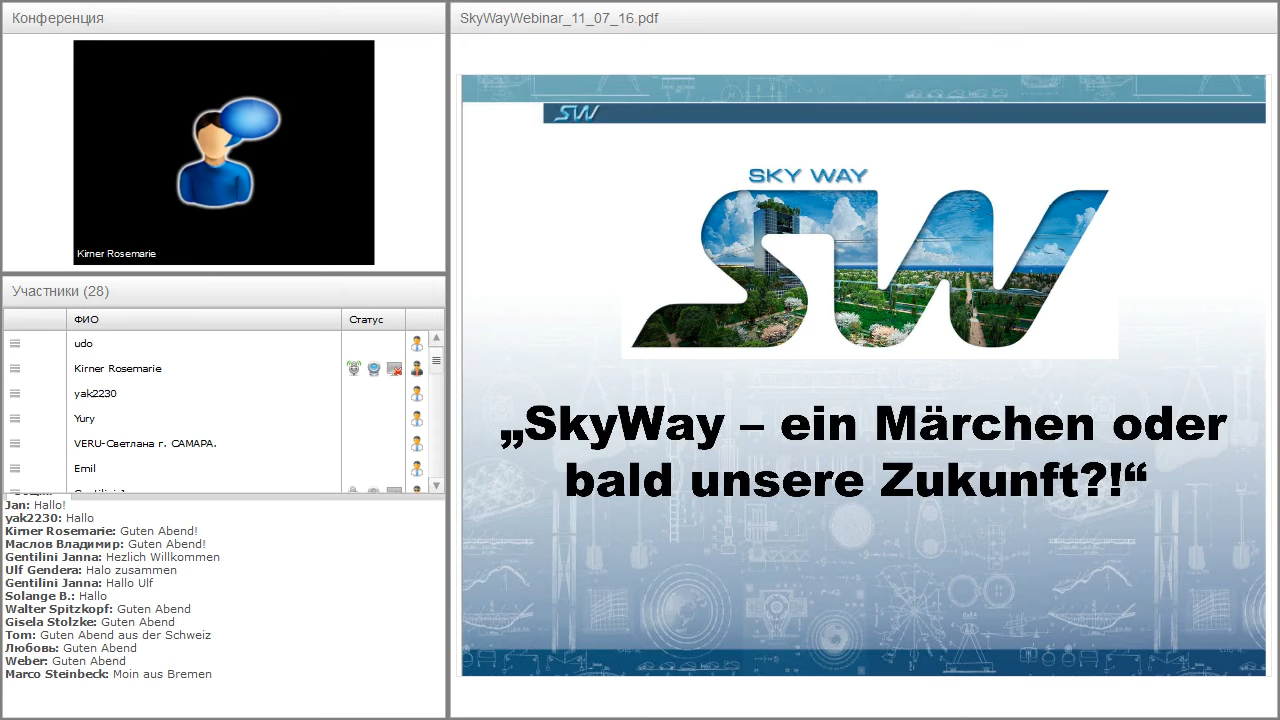 Конференция
Kirner Rosemarie
Участники (28)
ФИО
Статус
udo
Kirner Rosemarie
yak2230
Yury
VERU-Светлана г. САМАРА.
Emil
Jan: Hallo!
yak2230: Hallo
Kirner Rosemarie: Guten Abend!
Маслов Владимир: Guten Abend!
Gentilini Janna: Hezlich Willkommen
Ulf Gendera: Halo zusammen
Gentilini Janna: Hallo Ulf
Solange B.: Hallo
Walter Spitzkopf: Guten Abend
Gisela Stolzke: Guten Abend
Tom: Guten Abend aus der Schweiz
Любовь: Guten Abend
Weber: Guten Abend
Marco Steinbeck: Moin aus Bremen
SkyWayWebinar_11_07_16.pdf
SW
SKY WAY
SW
„SkyWay – ein Märchen oder
bald unsere Zukunft?!“